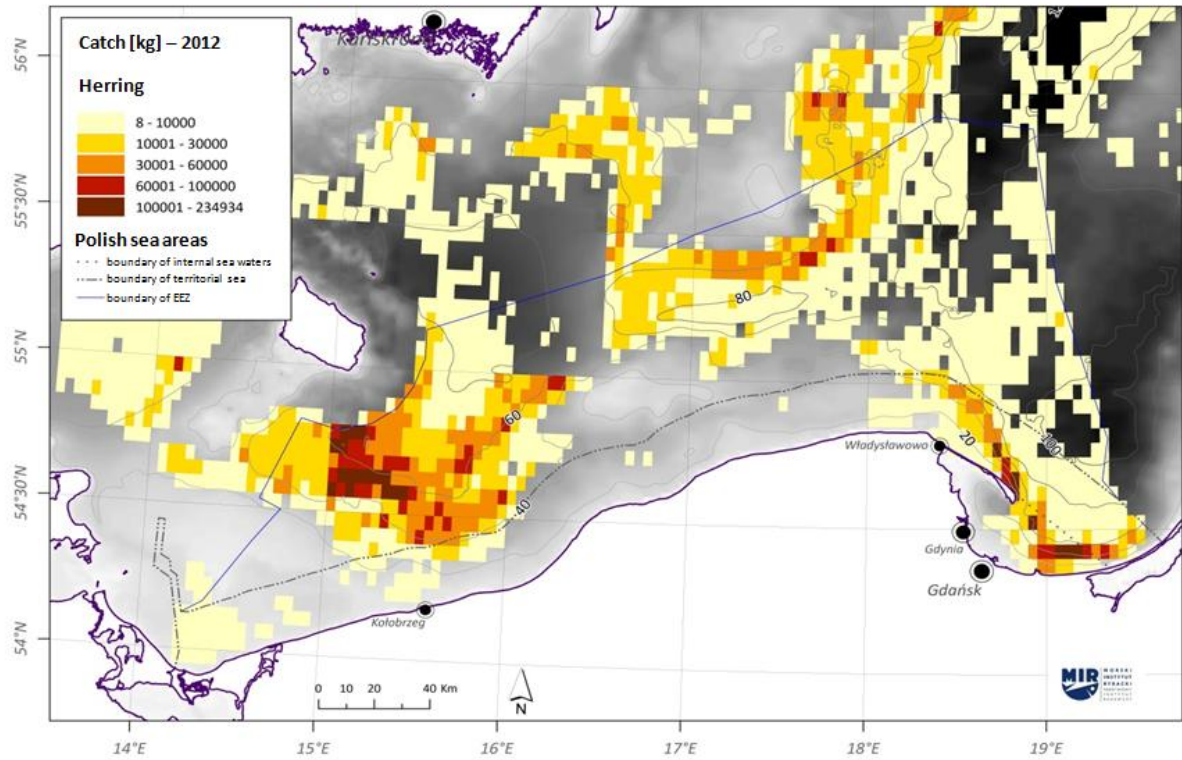 Catch [kg] – 2012
Herring
8 - 10000
10001 - 30000
30001 - 60000
60001 - 100000
100001 - 234934
Polish sea areas
boundary of internal sea waters
boundary of territorial sea
boundary of EEZ
56°N
55°30'N
55°N
54°30'N
54°N
80
60
40
20
100
Władysławowo
Gdynia
Gdańsk
Kołobrzeg
0 10 20 40 Km
N
MIR
MORSKI
INSTYTUT
RYBACKI
14°E 15°E 16°E 17°E 18°E 19°E